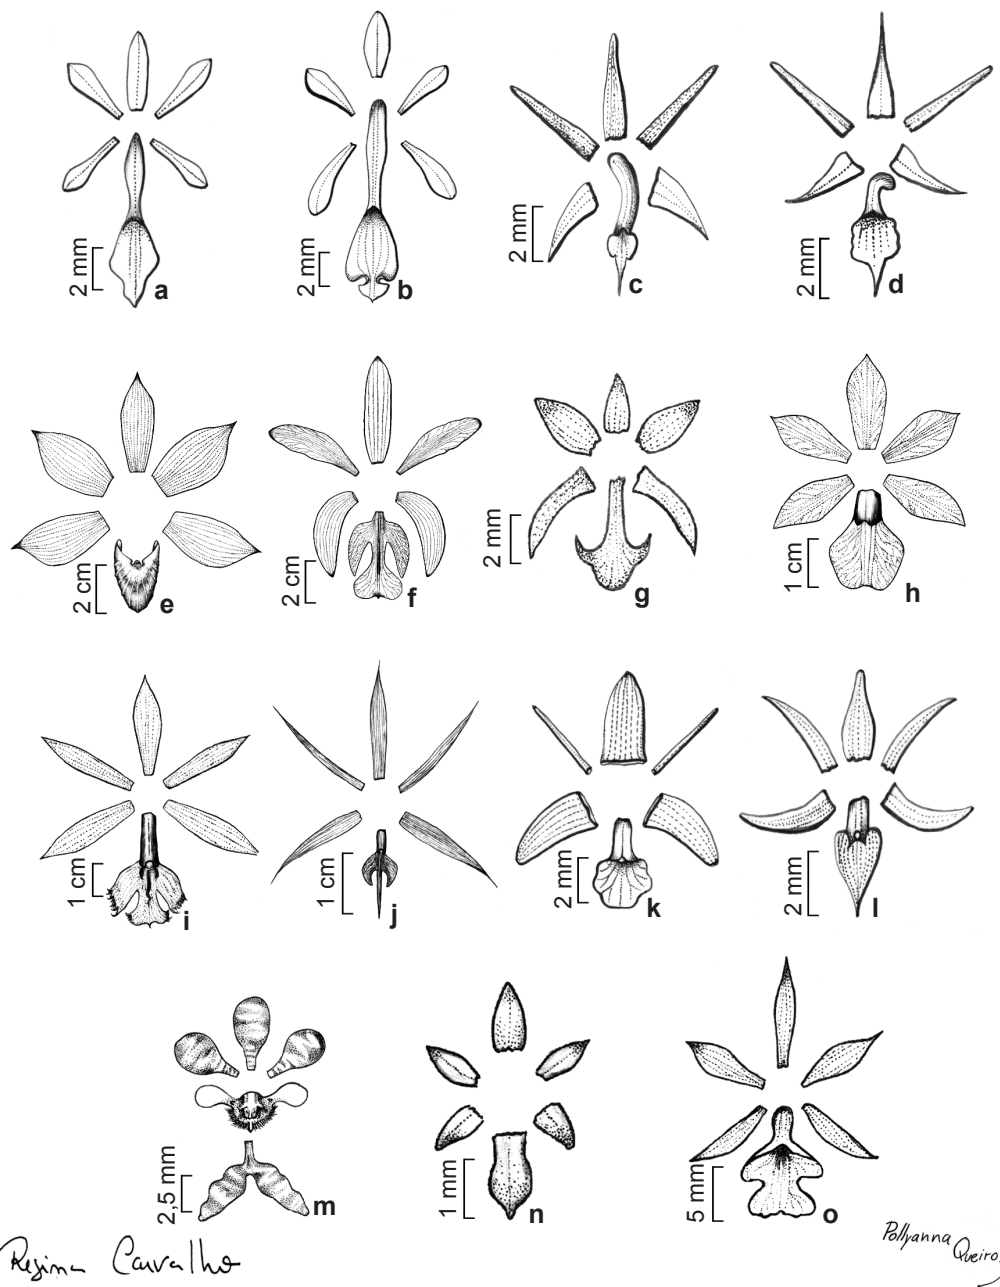 2 mm a
2 mm b
2 mm c
2 mm d
2 cm e
2 cm f
2 mm g
1 cm h
1 cm i
1 cm j
2 mm k
2 mm l
2,5 mm m
1 mm n
5 mm o
Regina Carvalho
Pollyanna
Queiro